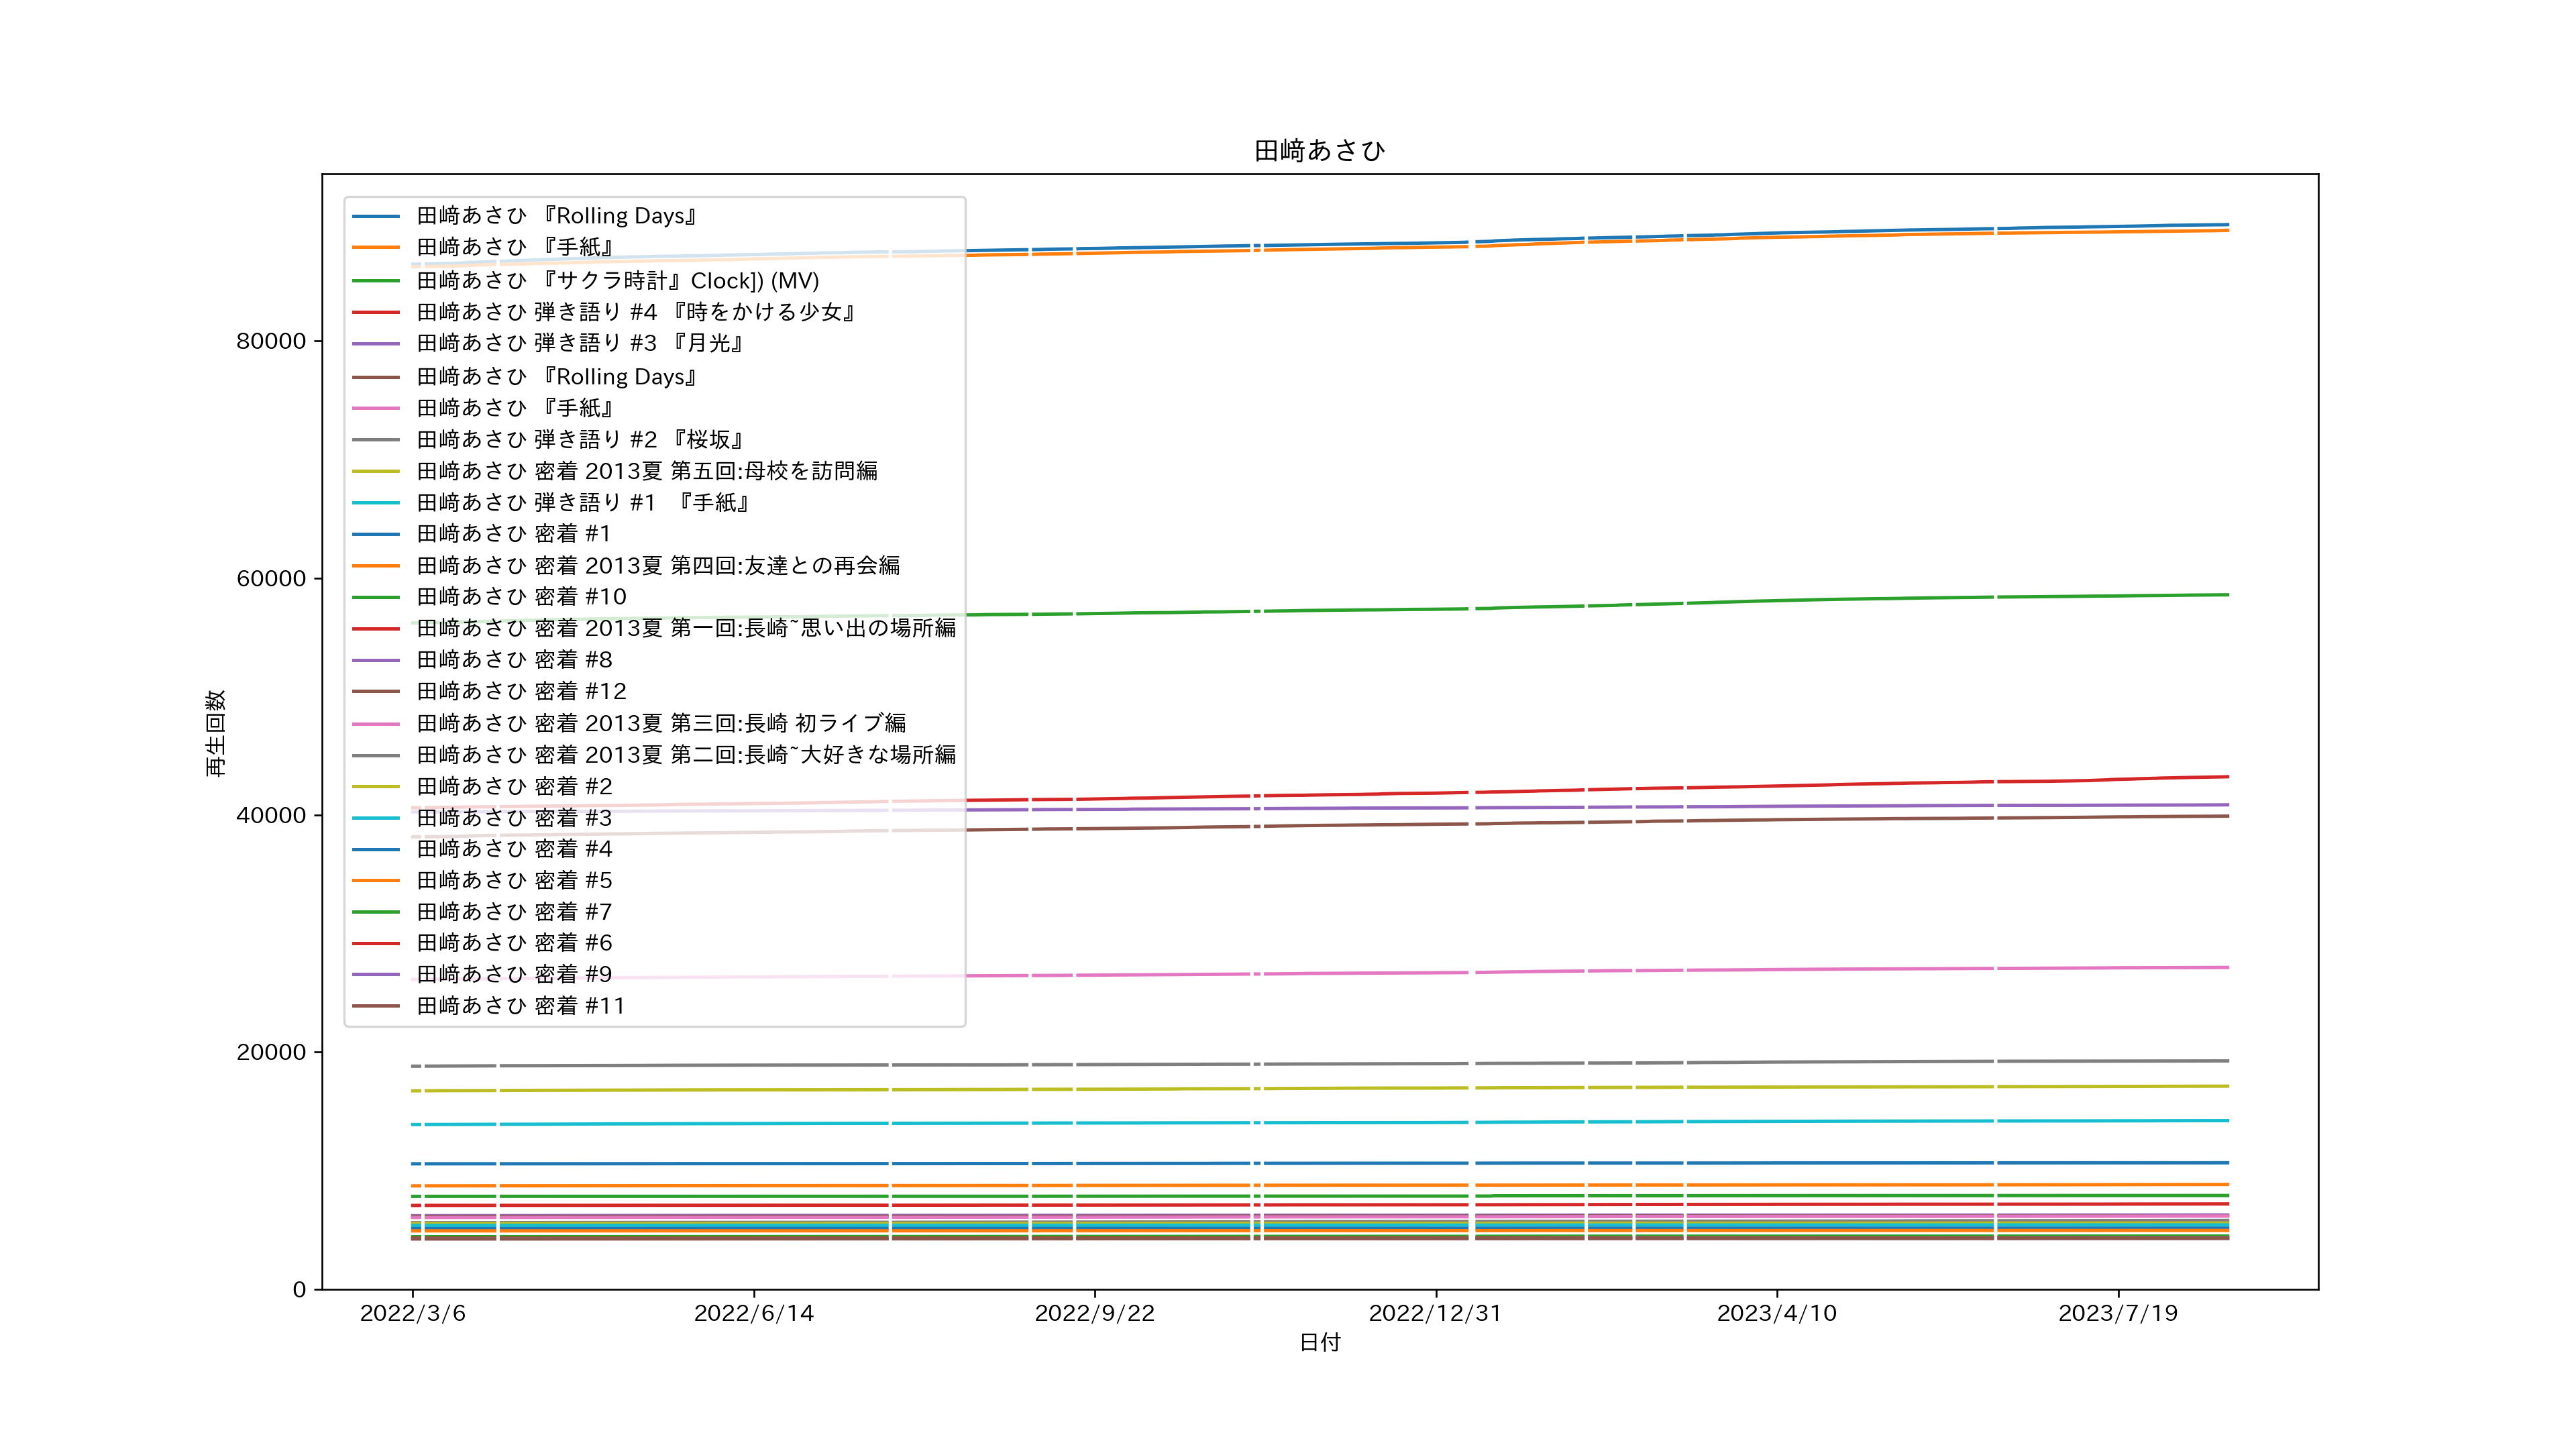 田﨑あさひ
田﨑あさひ 『Rolling Days』
田﨑あさひ 『手紙』
田﨑あさひ 『サクラ時計』Clock]) (MV)
田﨑あさひ 弾き語り #4 『時をかける少女』
田﨑あさひ 弾き語り #3 『月光』
田﨑あさひ 『Rolling Days』
田﨑あさひ 『手紙』
田﨑あさひ 弾き語り #2 『桜坂』
田﨑あさひ 密着 2013夏 第五回:母校を訪問編
田﨑あさひ 弾き語り #1 『手紙』
田﨑あさひ 密着 #1
田﨑あさひ 密着 2013夏 第四回:友達との再会編
田﨑あさひ 密着 #10
田﨑あさひ 密着 2013夏 第一回:長崎~思い出の場所編
田﨑あさひ 密着 #8
田﨑あさひ 密着 #12
田﨑あさひ 密着 2013夏 第三回:長崎 初ライブ編
田﨑あさひ 密着 2013夏 第二回:長崎~大好きな場所編
田﨑あさひ 密着 #2
田﨑あさひ 密着 #3
田﨑あさひ 密着 #4
田﨑あさひ 密着 #5
田﨑あさひ 密着 #7
田﨑あさひ 密着 #6
田﨑あさひ 密着 #9
田﨑あさひ 密着 #11
再生回数
80000
60000
40000
20000
0
2022/3/6 2022/6/14 2022/9/22 2022/12/31 2023/4/10 2023/7/19
日付